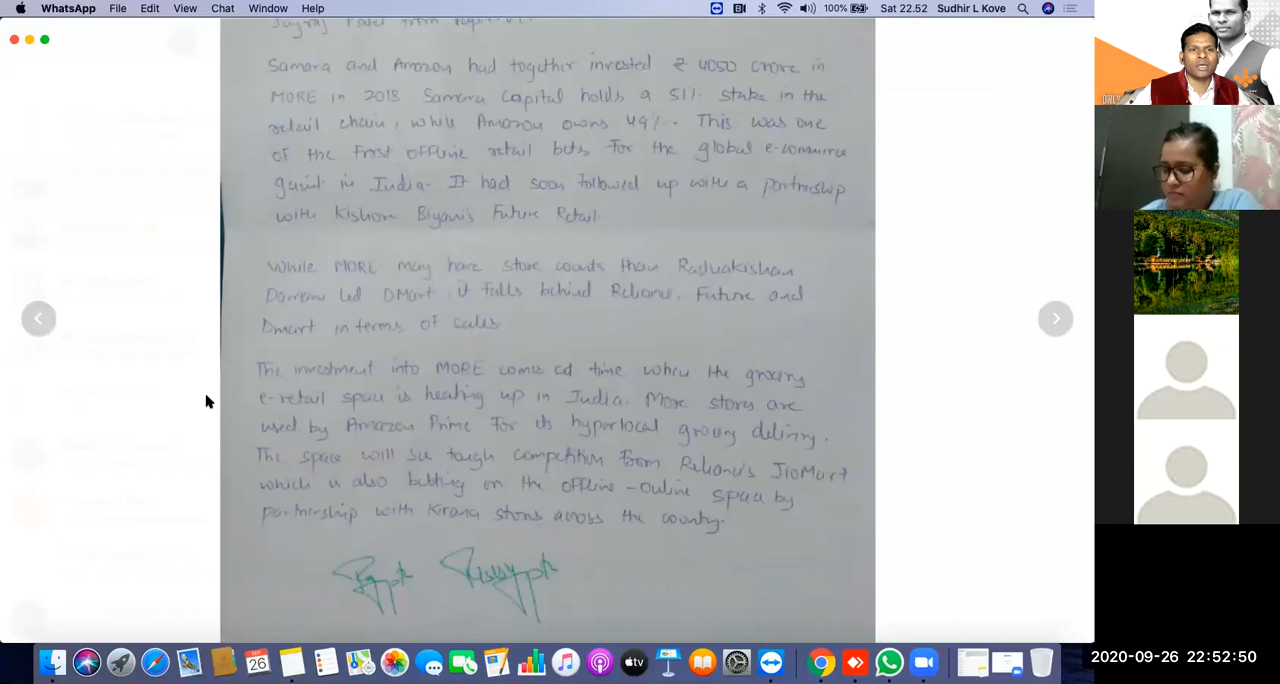 WhatsApp File Edit View Chat Window Help 100% Sat 22.52 Sudhir L Kove
Samara and Amazon had together invested ₹ 4050 crore in
MORE in 2018 Samara Capital holds a 51% stake in the
retail chain, while Amazon owns 49%. This was one
of the First offline retail bets for the global e-commerce
in India. It had soon followed up with a partnership
with Kishore Biyani's Future Retail.
While MORE may have store counts than
led DMart, it falls behind Reliance, Future and
Dmart in terms of sales
The investment into MORE comes time when the grocery
e-retail space is heating up in India. More stores are
used by Amazon Prime for its hyperlocal grocery delivery.
The space will see tough competition from Reliance's JioMart
which is also betting on the offline-online space by
partnership with Kirana stores across the country.
SEP
26
tv
2020-09-26 22:52:50